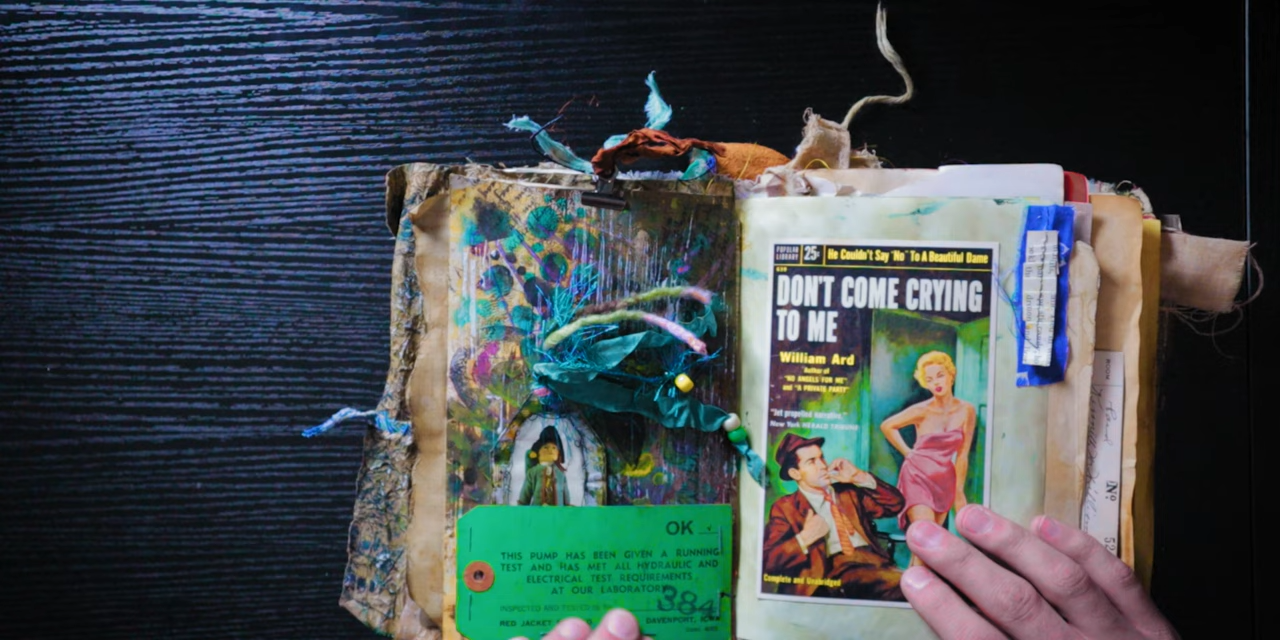 OK
THIS PUMP HAS BEEN GIVEN A RUNNING
TEST AND HAS MET ALL HYDRAULIC AND
ELECTRICAL TEST REQUIREMENTS
AT OUR LABORATORY
INSPECTED AND TESTED
384
RED JACKET
DAVENPORT,
POPULAR
LIBRARY
25¢
He Couldn't Say "No" To A Beautiful Dame
DON'T COME CRYING
TO ME
William Ard
Author of
"NO ANGELS FOR ME"
and "A PRIVATE PARTY"
"Jet propelled narrative."
New York HERALD TRIBUNE
Complete and Unabridged
No